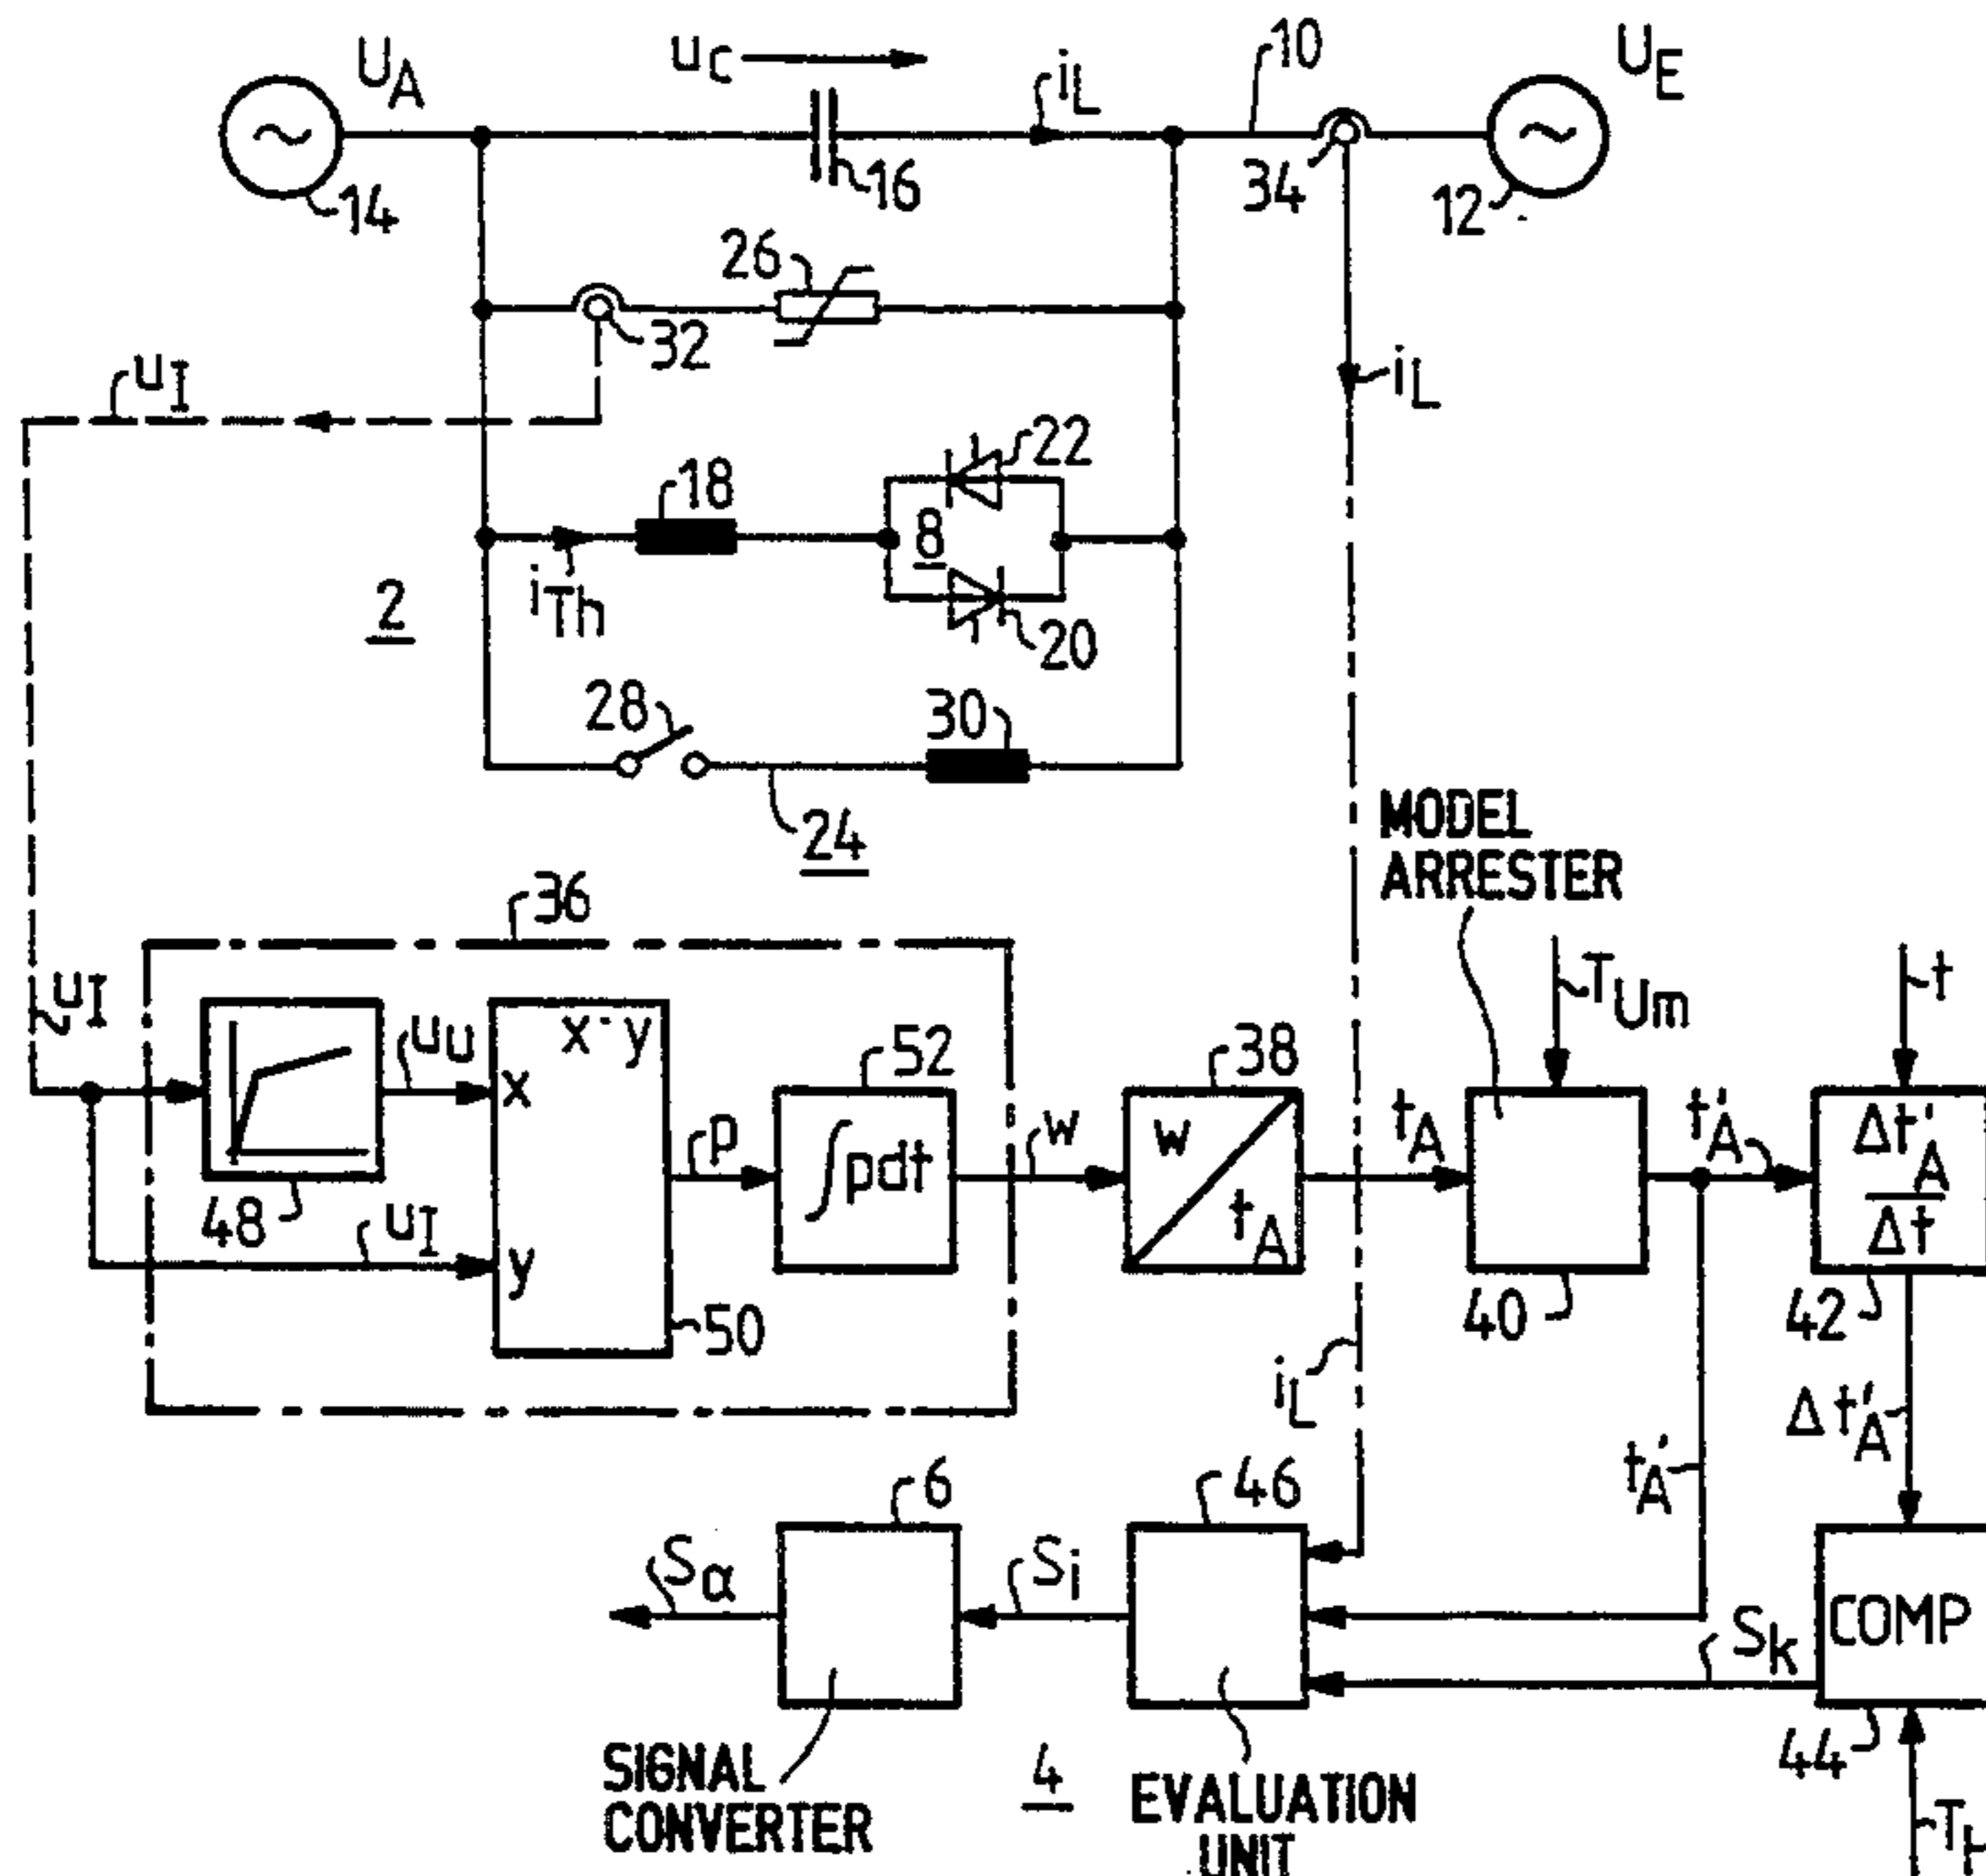 U_A
u_C
i_L
10
U_E
14
16
34
12
26
32
u_I
i_L
22
18
8
i_Th
20
2
28
30
24
MODEL
ARRESTER
36
T_Um
t
u_I
u_u
x·y
x
p
52
∫pdt
w
38
w
t_A
t_A
t'_A
Δt'_A
Δt
48
u_I
y
50
40
42
i_L
Δt'_A
t'_A
6
46
S_α
S_i
COMP
S_k
44
SIGNAL
CONVERTER
4
EVALUATION
UNIT